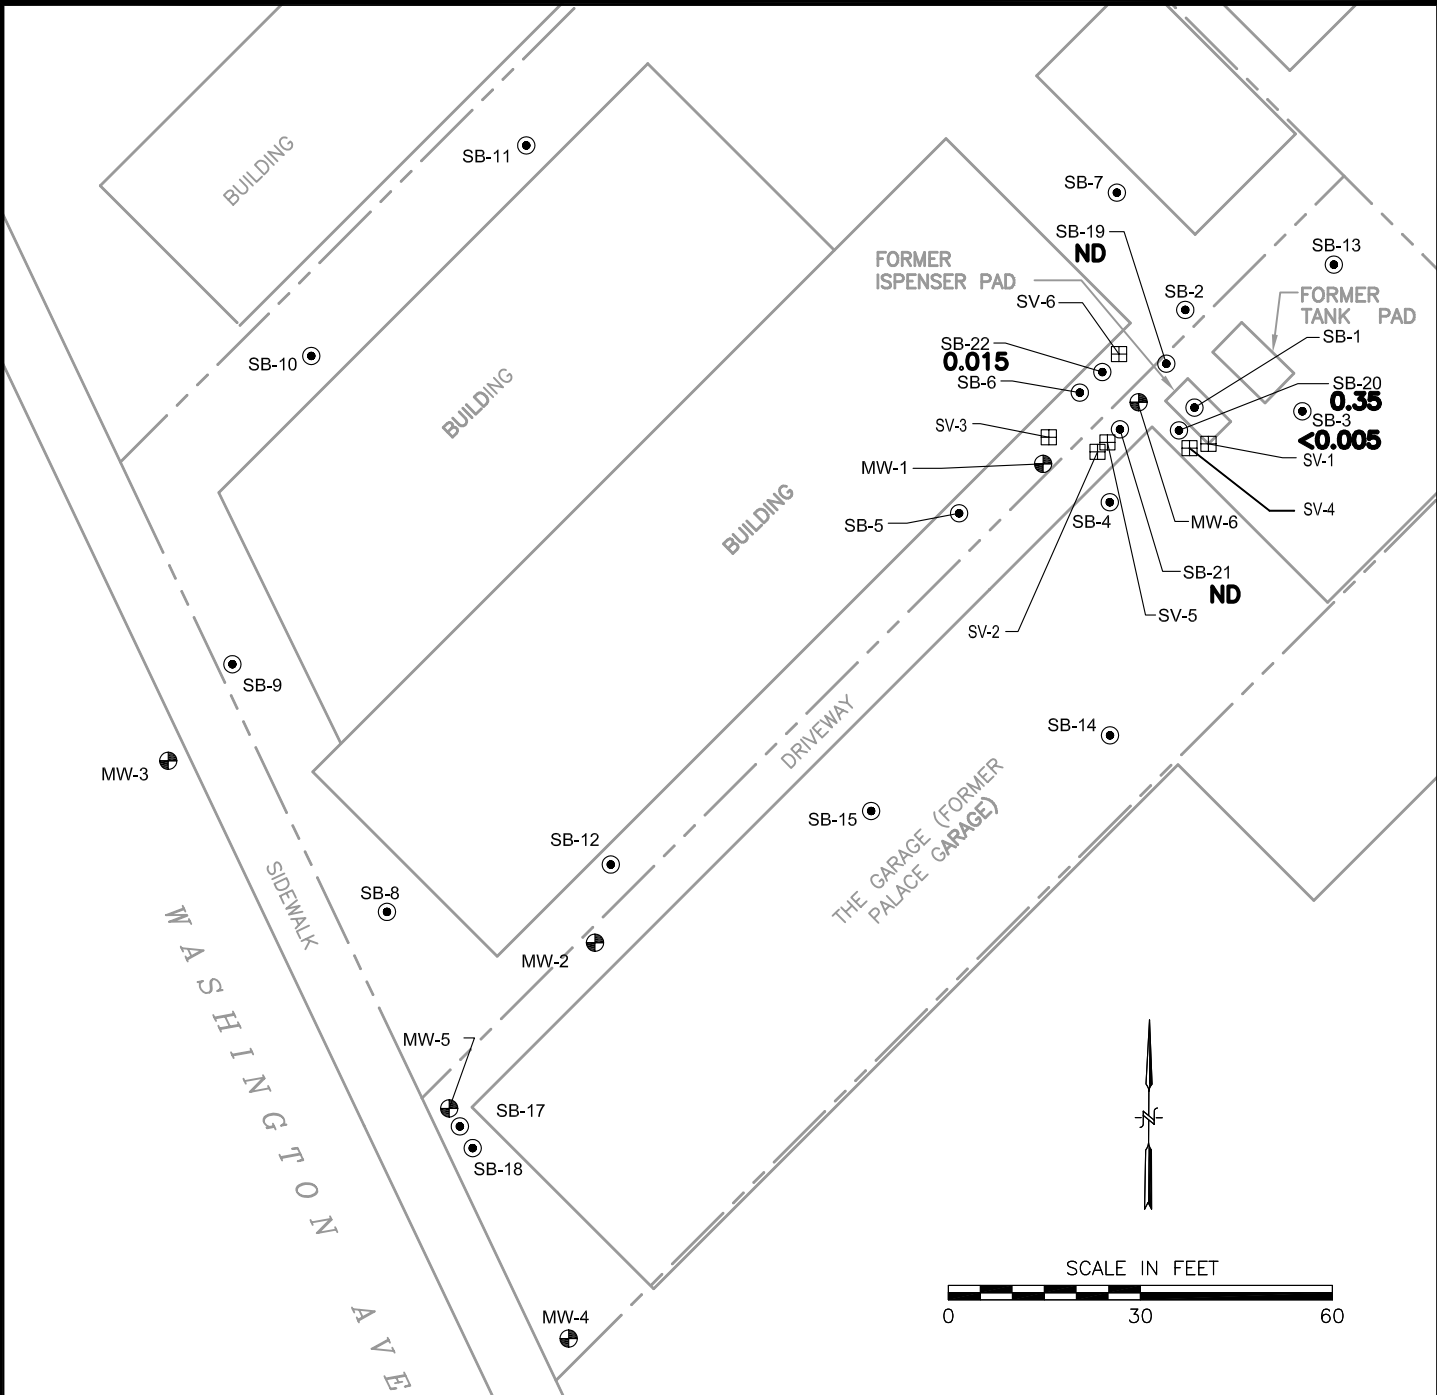 BUILDING
SB-11
SB-7
SB-19
ND
SB-13
FORMER
ISPENSER PAD
SV-6
SB-2
FORMER
TANK PAD
SB-1
SB-22
0.015
SB-6
SB-20
0.35
SB-3
<0.005
SV-1
SB-10
BUILDING
SV-3
MW-1
SB-5
BUILDING
SB-4
MW-6
SV-4
SB-21
ND
SV-5
SV-2
SB-9
MW-3
DRIVEWAY
SB-14
SB-15
THE GARAGE (FORMER
PALACE GARAGE)
SB-12
SB-8
SIDEWALK
MW-2
WASHINGTON AVE
MW-5
SB-17
SB-18
N
MW-4
SCALE IN FEET
0 30 60